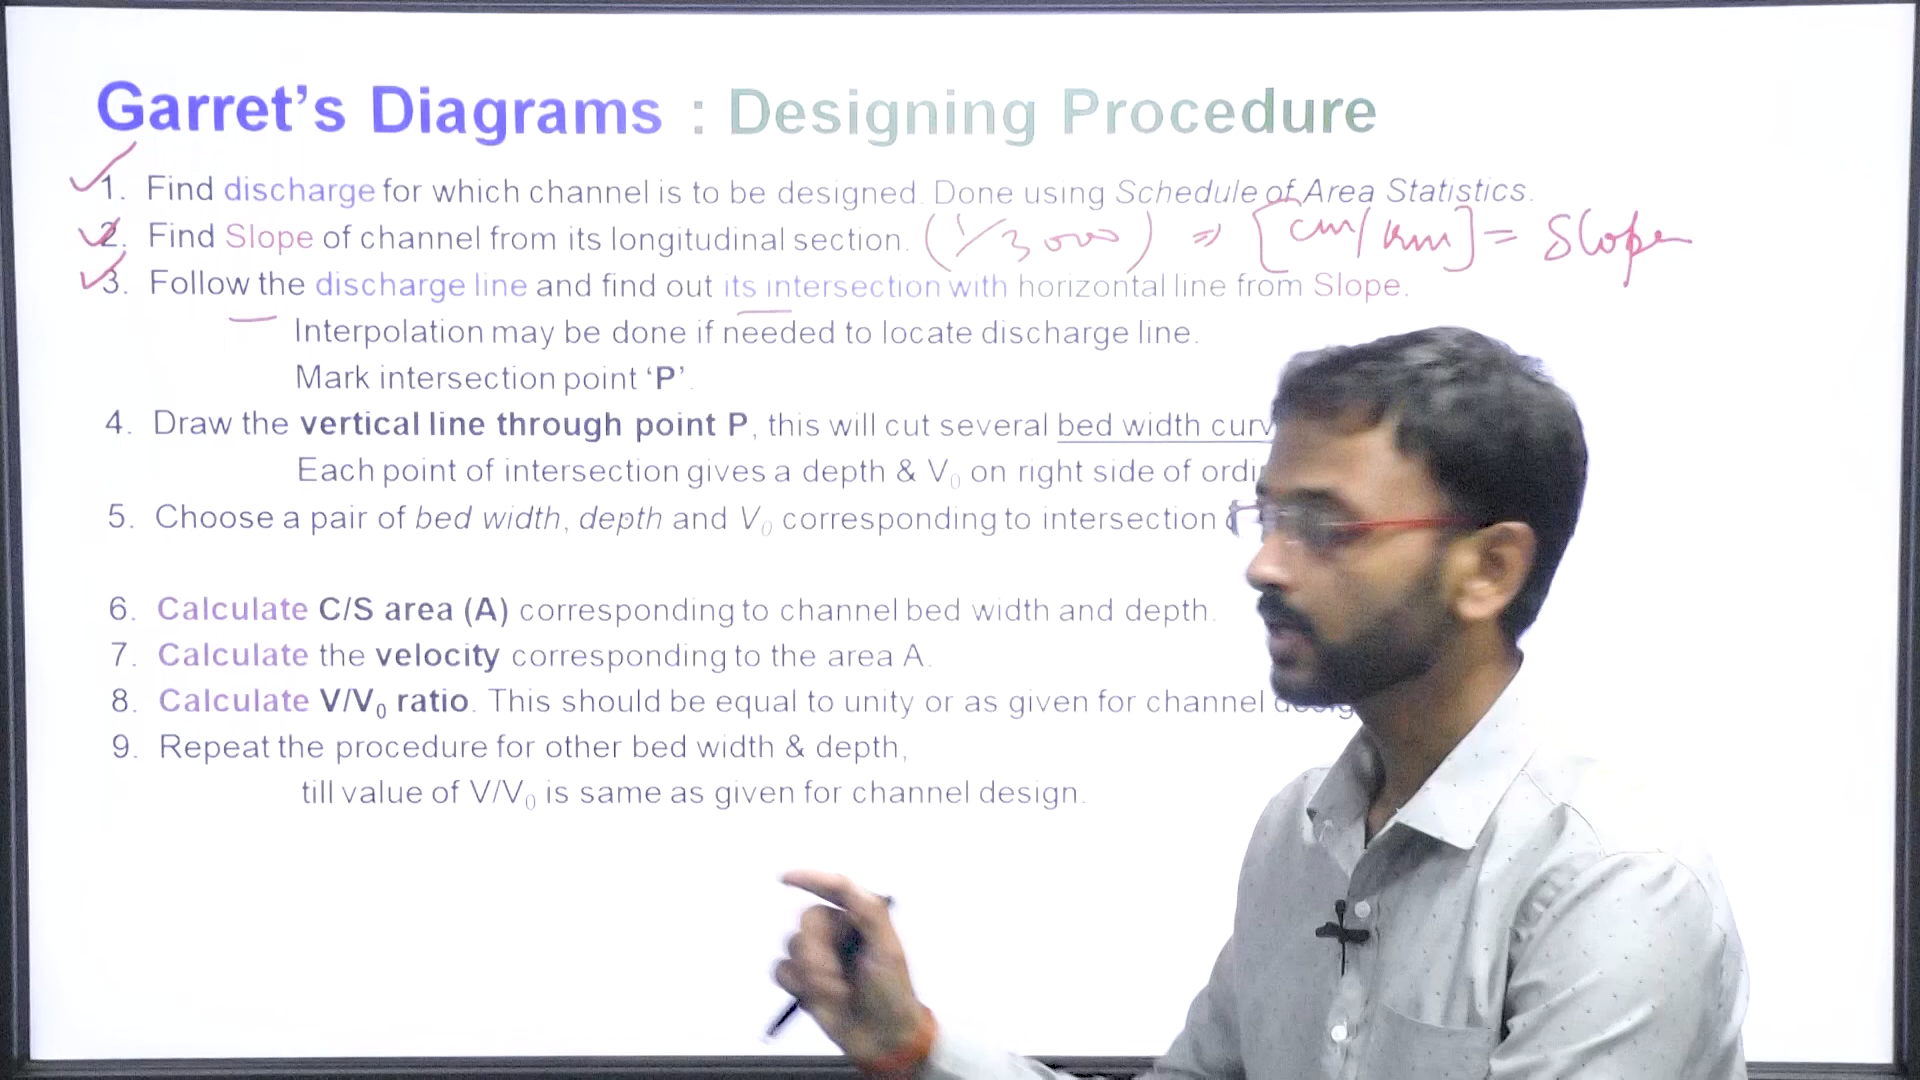 Garret's Diagrams : Designing Procedure
1. Find discharge for which channel is to be designed. Done using Schedule of Area Statistics.
2. Find Slope of channel from its longitudinal section. (1/3000) ⇒ [cm/km] = Slope
3. Follow the discharge line and find out its intersection with horizontal line from Slope.
Interpolation may be done if needed to locate discharge line.
Mark intersection point ‘P’.
4. Draw the vertical line through point P, this will cut several bed width
Each point of intersection gives a depth & V₀ on right side of
5. Choose a pair of bed width, depth and V₀ corresponding to intersection
6. Calculate C/S area (A) corresponding to channel bed width and depth.
7. Calculate the velocity corresponding to the area A.
8. Calculate V/V₀ ratio. This should be equal to unity or as given for channel
9. Repeat the procedure for other bed width & depth,
till value of V/V₀ is same as given for channel design.